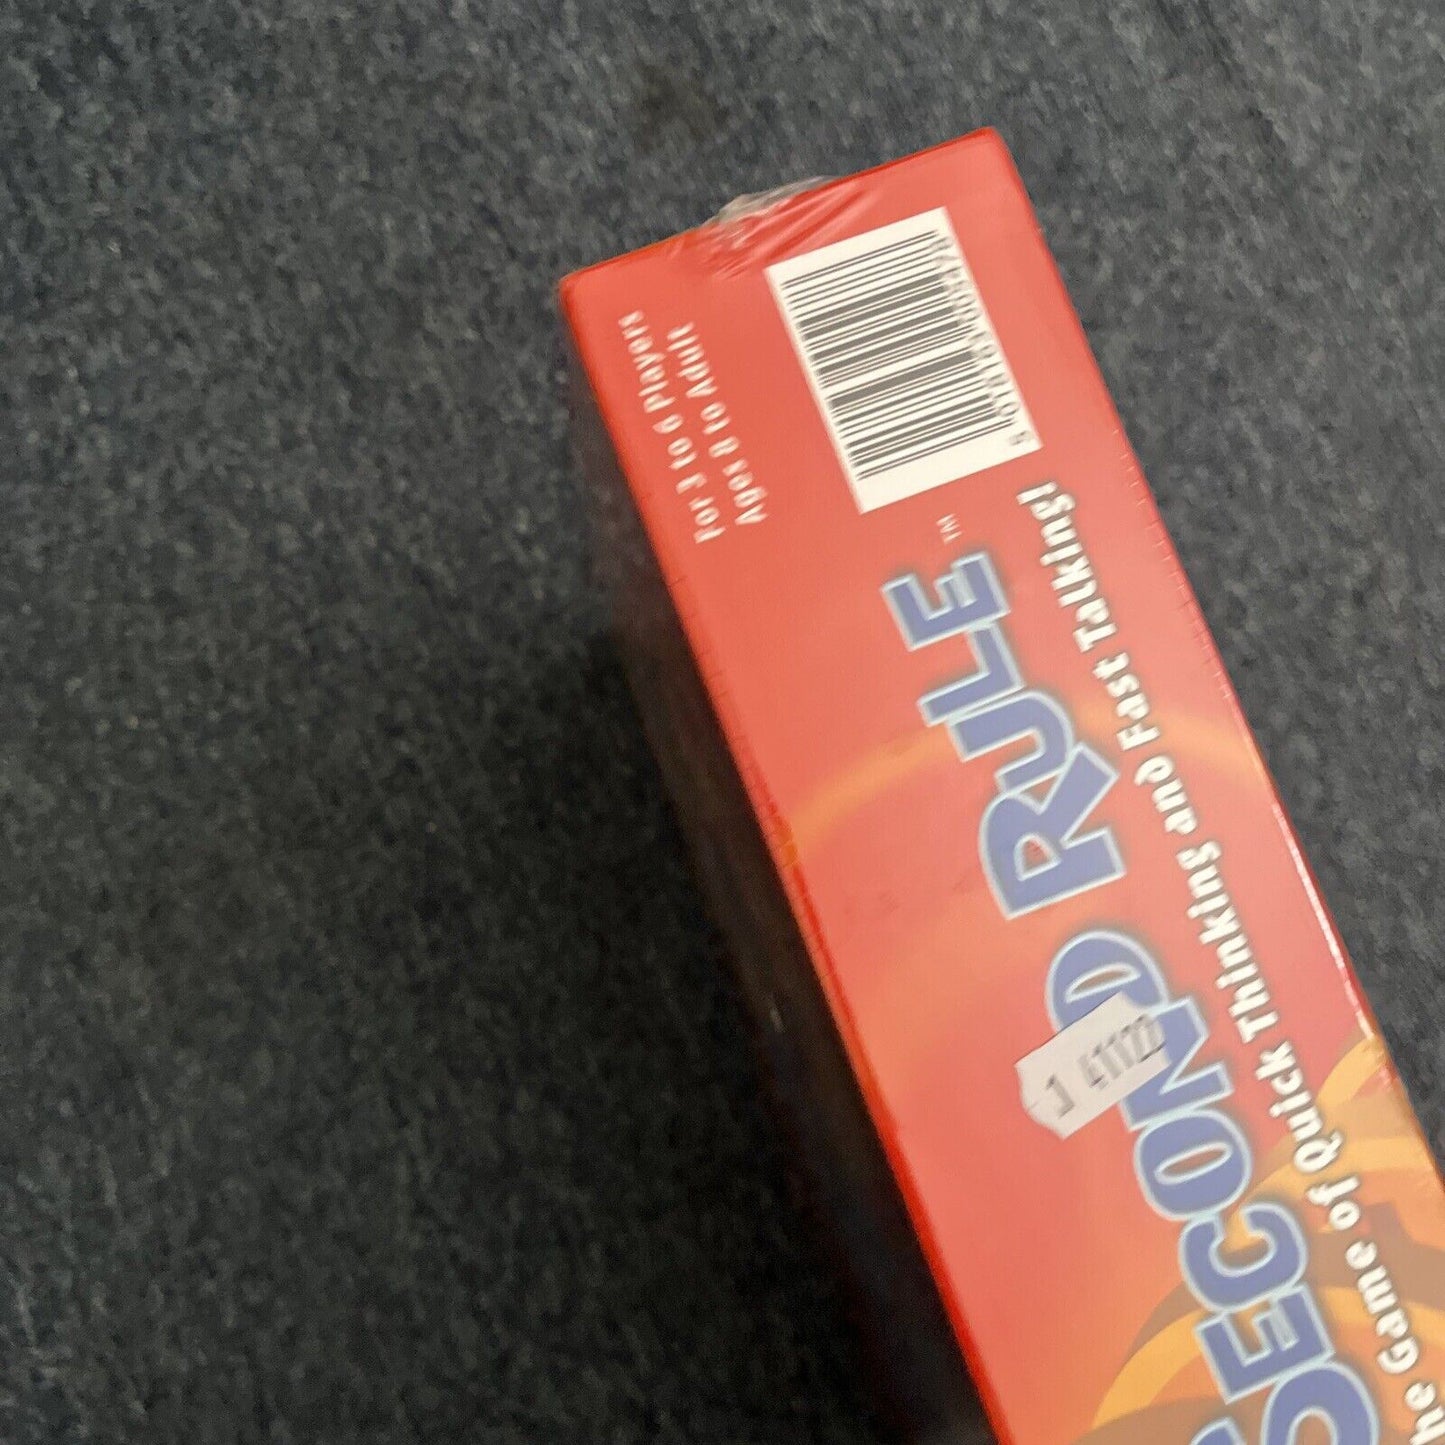 For 3 to 6 Players
Ages 8 to Adult
SECOND RULE™
The Game of Quick Thinking and Fast Talking!